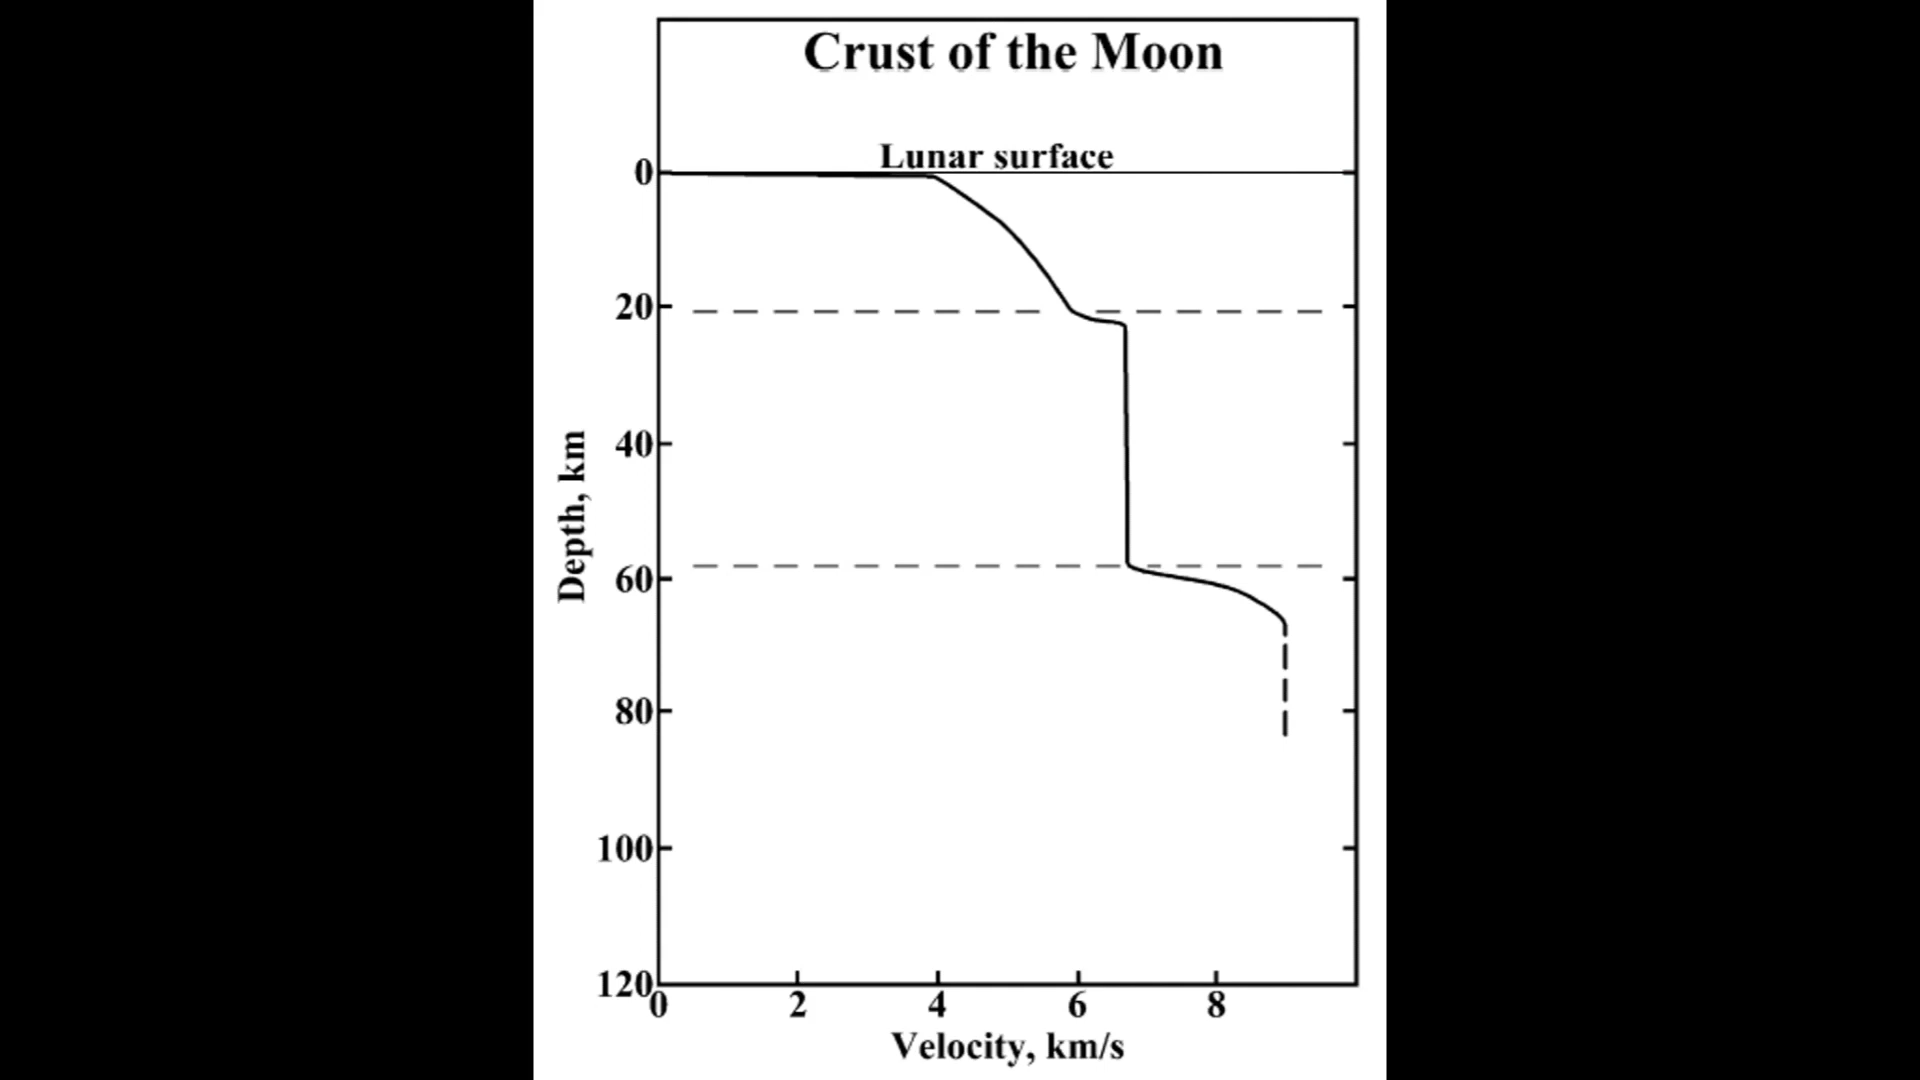 Crust of the Moon
Lunar surface
0
20
40
60
80
100
120
Depth, km
0 2 4 6 8
Velocity, km/s